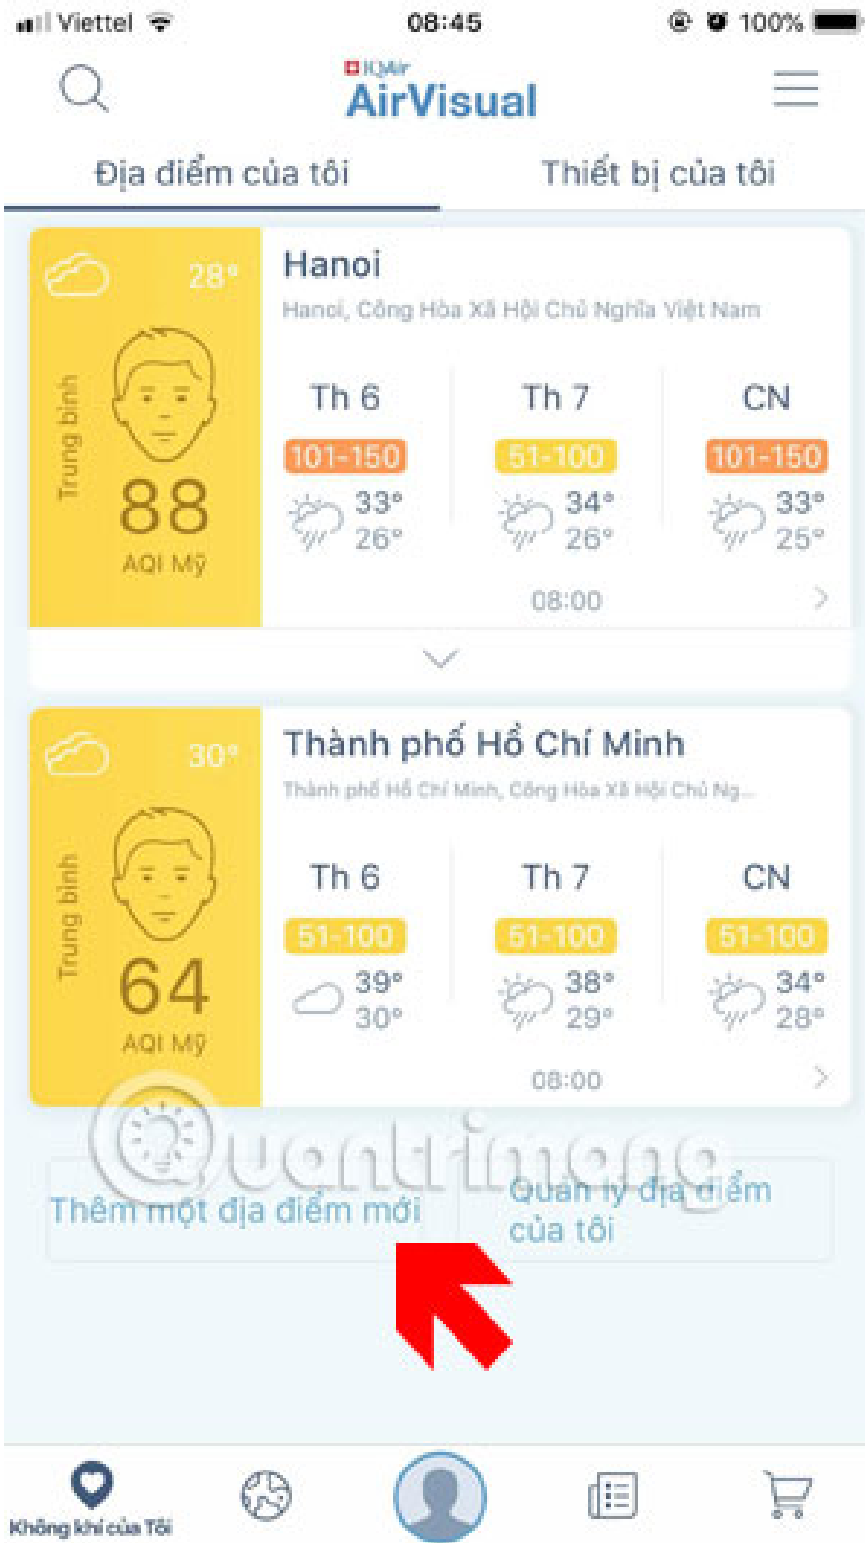 Viettel 08:45 100%
IQAir
AirVisual
Địa điểm của tôi Thiết bị của tôi
28°
Trung bình
88
AQI Mỹ
Hanoi
Hanoi, Công Hòa Xã Hội Chủ Nghĩa Việt Nam
Th 6 Th 7 CN
101-150 51-100 101-150
33° 34° 33°
26° 26° 25°
08:00
30°
Trung bình
64
AQI Mỹ
Thành phố Hồ Chí Minh
Thành phố Hồ Chí Minh, Công Hòa Xã Hội Chủ Ng...
Th 6 Th 7 CN
51-100 51-100 51-100
39° 38° 34°
30° 29° 28°
08:00
Quantrimang
Thêm một địa điểm mới
Quản lý địa điểm
của tôi
Không khí của Tôi